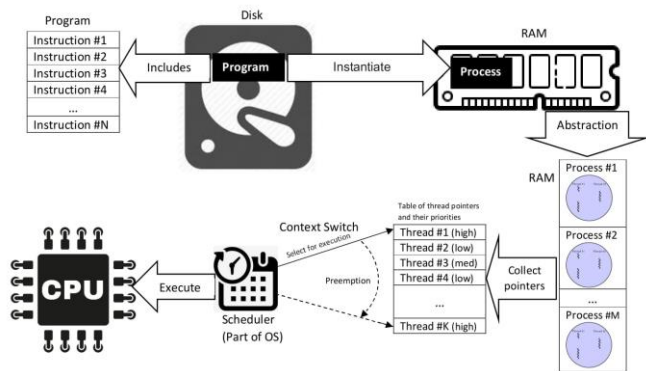 Program
Instruction #1
Instruction #2
Instruction #3
Instruction #4
...
Instruction #N
Includes
Disk
Program
Instantiate
RAM
Process
Abstraction
RAM
Process #1
Process #2
...
Process #M
Collect
pointers
Table of thread pointers
and their priorities
Thread #1 (high)
Thread #2 (low)
Thread #3 (med)
Thread #4 (low)
...
Thread #K (high)
Context Switch
Select for execution
Preemption
Scheduler
(Part of OS)
Execute
CPU